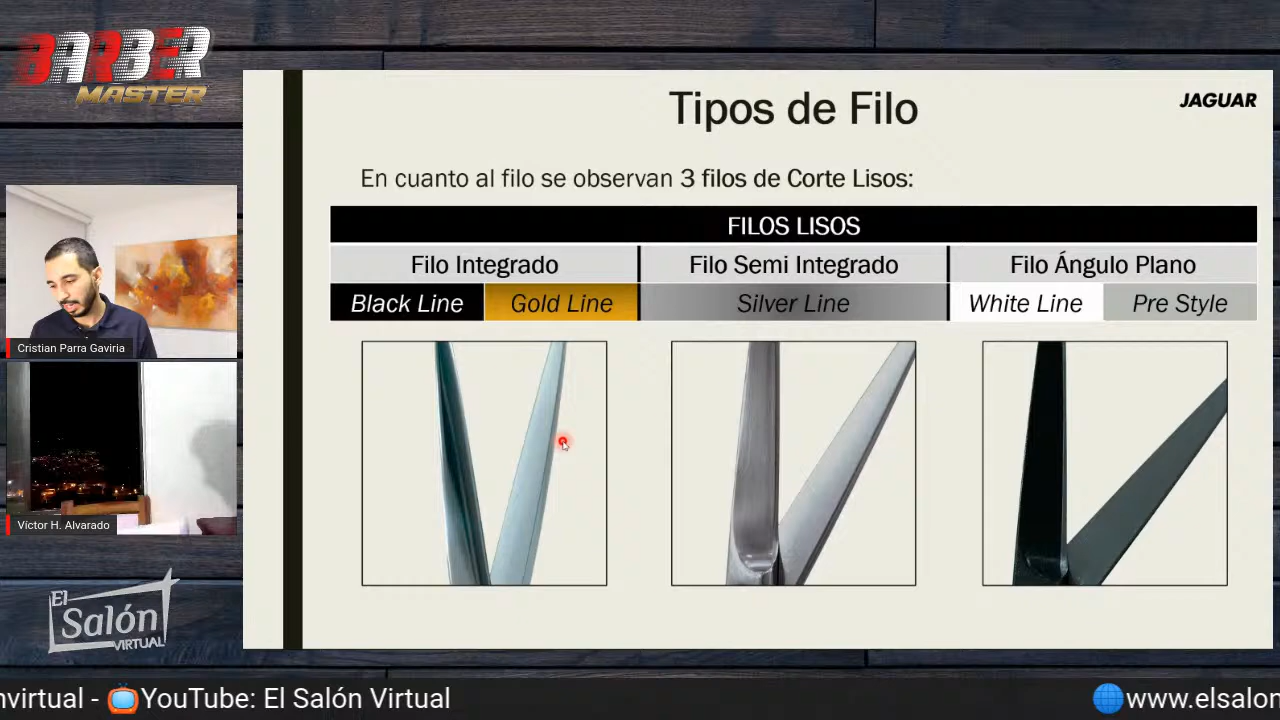 BARBER
MASTER
Tipos de Filo
JAGUAR
En cuanto al filo se observan 3 filos de Corte Lisos:
FILOS LISOS
Filo Integrado
Filo Semi Integrado
Filo Ángulo Plano
Black Line
Gold Line
Silver Line
White Line
Pre Style
Cristian Parra Gaviria
Víctor H. Alvarado
El
Salón
VIRTUAL
nvirtual - YouTube: El Salón Virtual
www.elsalon